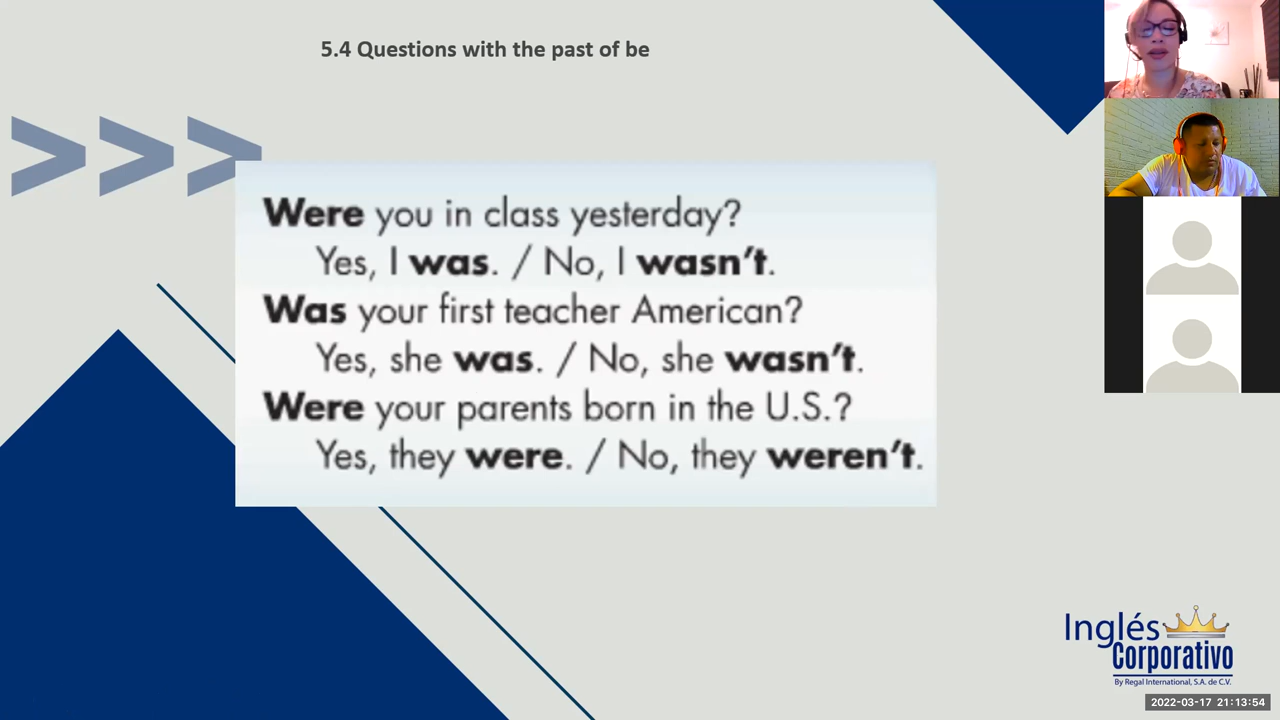 5.4 Questions with the past of be
Were you in class yesterday?
Yes, I was. / No, I wasn't.
Was your first teacher American?
Yes, she was. / No, she wasn't.
Were your parents born in the U.S.?
Yes, they were. / No, they weren't.
Inglés
Corporativo
By Regal International, S.A. de C.V.
2022-03-17 21:13:54